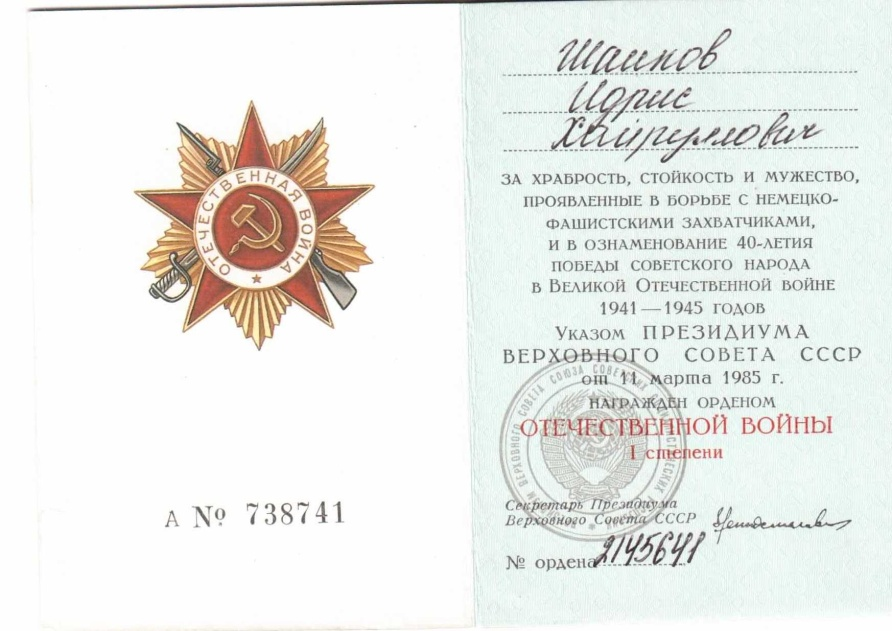 ОТЕЧЕСТВЕННАЯ ВОЙНА
А № 738741
Шаипов
Идрис
Хайруллович
ЗА ХРАБРОСТЬ, СТОЙКОСТЬ И МУЖЕСТВО,
ПРОЯВЛЕННЫЕ В БОРЬБЕ С НЕМЕЦКО-
ФАШИСТСКИМИ ЗАХВАТЧИКАМИ,
И В ОЗНАМЕНОВАНИЕ 40-ЛЕТИЯ
ПОБЕДЫ СОВЕТСКОГО НАРОДА
В ВЕЛИКОЙ ОТЕЧЕСТВЕННОЙ ВОЙНЕ
1941—1945 ГОДОВ
УКАЗОМ ПРЕЗИДИУМА
ВЕРХОВНОГО СОВЕТА СССР
от 11 марта 1985 г.
НАГРАЖДЕН ОРДЕНОМ
ОТЕЧЕСТВЕННОЙ ВОЙНЫ
I степени
Секретарь Президиума
Верховного Совета СССР
№ ордена 2145641